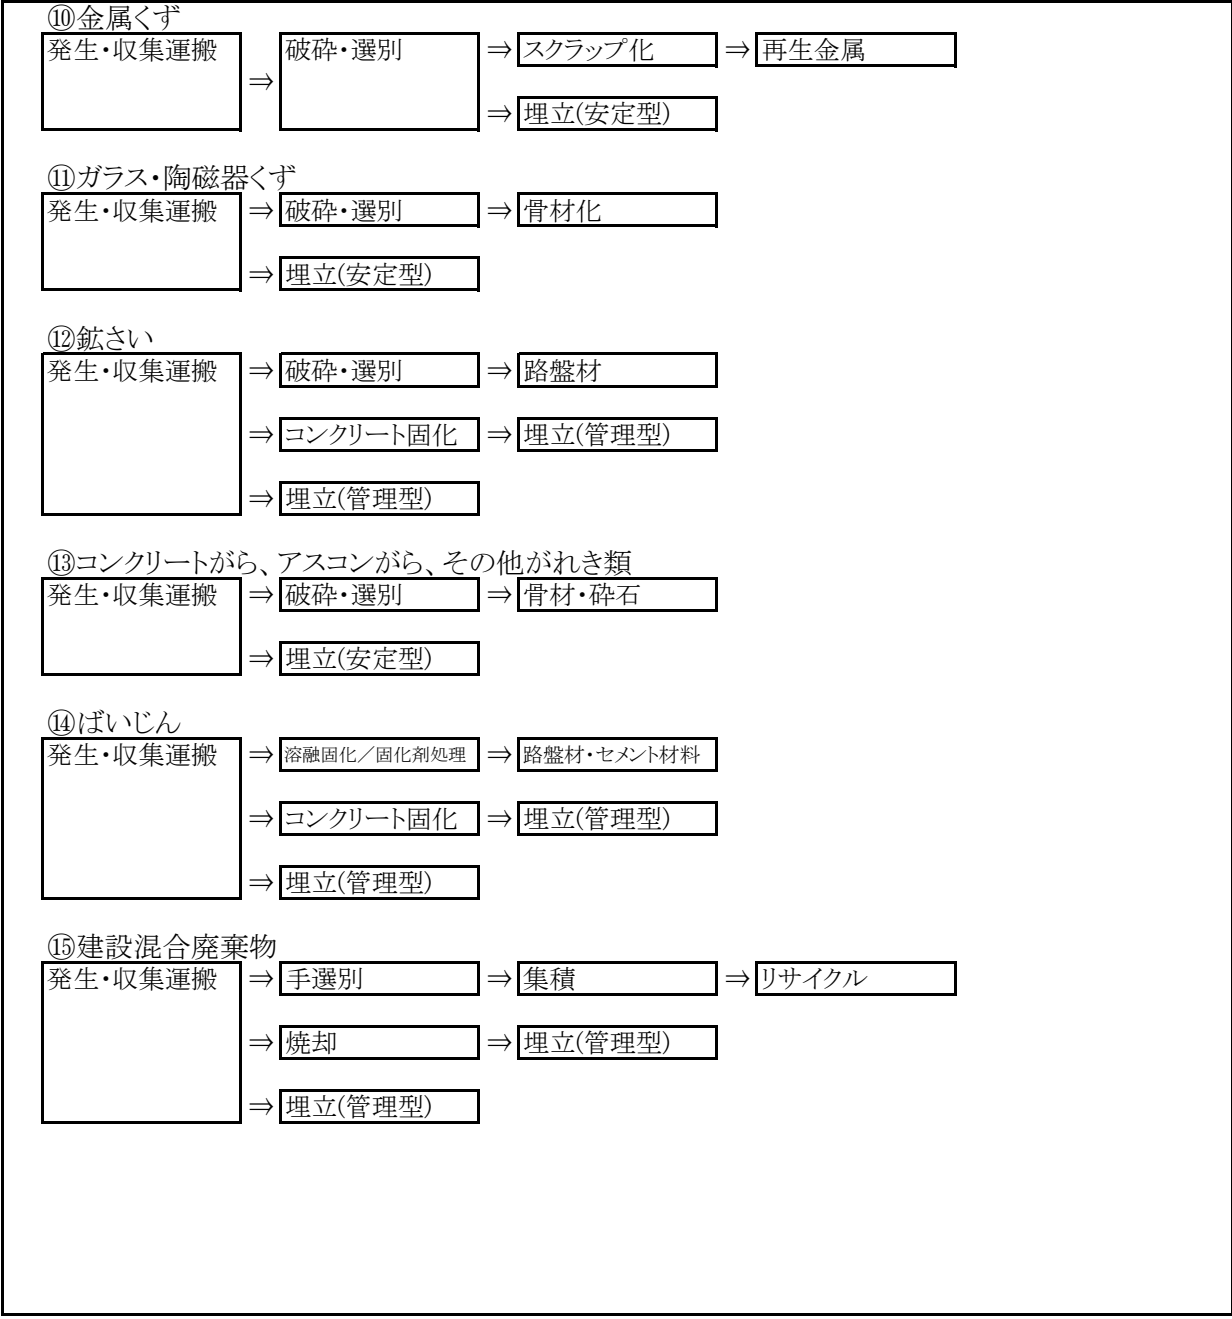 ⑩金属くず
発生・収集運搬 破砕・選別 ⇒ スクラップ化 ⇒ 再生金属
⇒
⇒ 埋立(安定型)
⑪ガラス・陶磁器くず
発生・収集運搬 ⇒ 破砕・選別 ⇒ 骨材化
⇒ 埋立(安定型)
⑫鉱さい
発生・収集運搬 ⇒ 破砕・選別 ⇒ 路盤材
⇒ コンクリート固化 ⇒ 埋立(管理型)
⇒ 埋立(管理型)
⑬コンクリートがら、アスコンがら、その他がれき類
発生・収集運搬 ⇒ 破砕・選別 ⇒ 骨材・砕石
⇒ 埋立(安定型)
⑭ばいじん
発生・収集運搬 ⇒ 溶融固化/固化剤処理 ⇒ 路盤材・セメント材料
⇒ コンクリート固化 ⇒ 埋立(管理型)
⇒ 埋立(管理型)
⑮建設混合廃棄物
発生・収集運搬 ⇒ 手選別 ⇒ 集積 ⇒ リサイクル
⇒ 焼却 ⇒ 埋立(管理型)
⇒ 埋立(管理型)